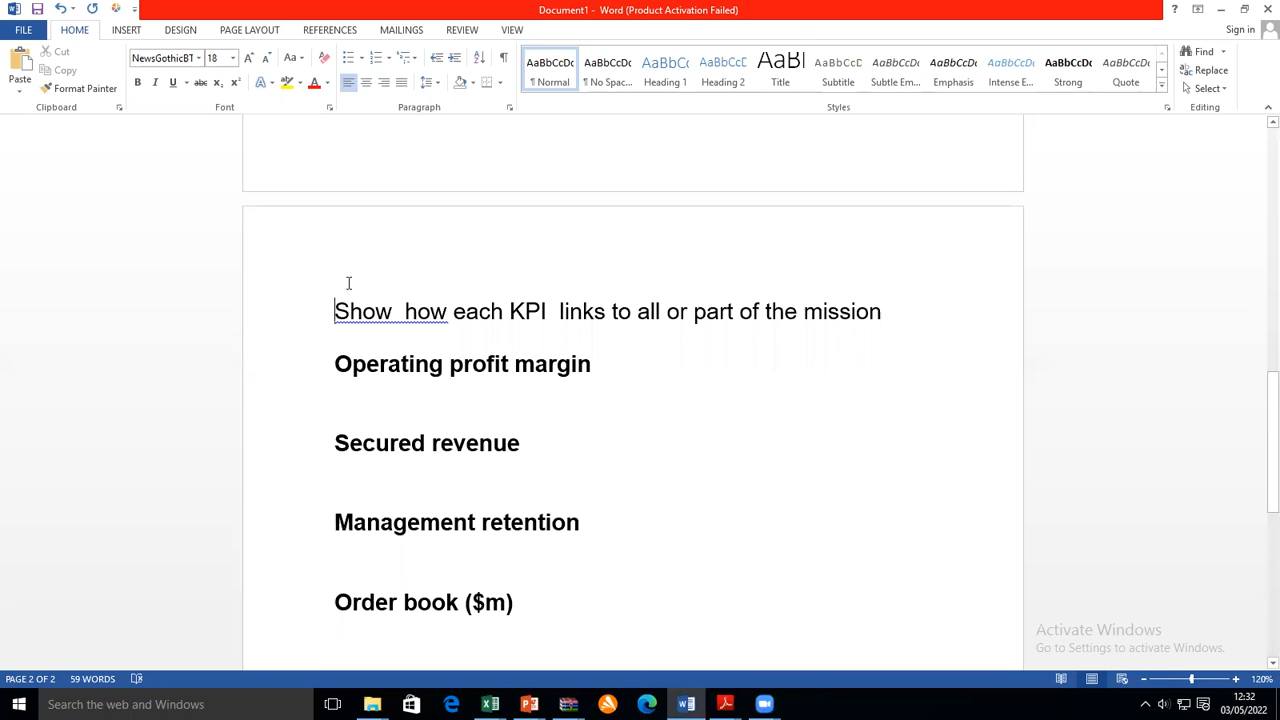 Document1 - Word (Product Activation Failed)
?
FILE HOME INSERT DESIGN PAGE LAYOUT REFERENCES MAILINGS REVIEW VIEW Sign in
Paste
Cut
Copy
Format Painter
Clipboard
NewsGothicBT 18
Font
Paragraph
AaBbCcDc AaBbCcDc AaBbCc AaBbCcD AaBl AaBbCcDc AaBbCcDc AaBbCcDc AaBbCcDc AaBbCcDc AaBbCcDc
¶ Normal ¶ No Spac... Heading 1 Heading 2 Title Subtitle Subtle Em... Emphasis Intense E... Strong Quote
Styles
Find
Replace
Select
Editing
Show  how each KPI  links to all or part of the mission
Operating profit margin
Secured revenue
Management retention
Order book ($m)
Activate Windows
Go to Settings to activate Windows.
PAGE 2 OF 2 59 WORDS 120%
Search the web and Windows
12:32
03/05/2022